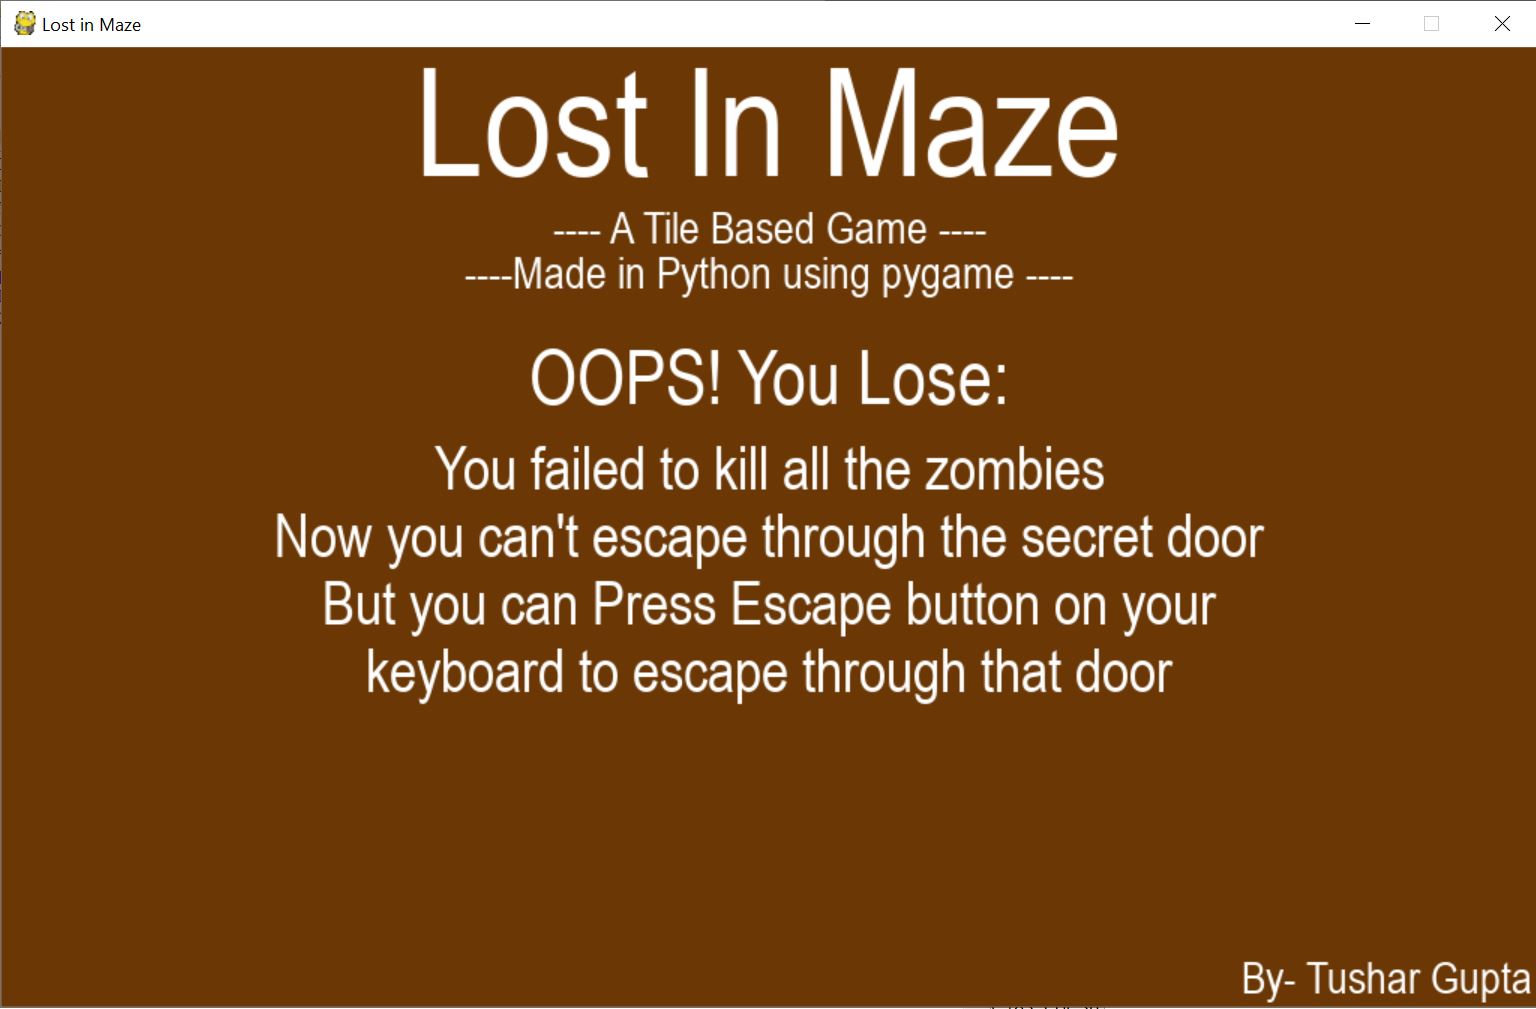 Lost in Maze
Lost In Maze
---- A Tile Based Game ----
----Made in Python using pygame ----
OOPS! You Lose:
You failed to kill all the zombies
Now you can't escape through the secret door
But you can Press Escape button on your
keyboard to escape through that door
By- Tushar Gupta